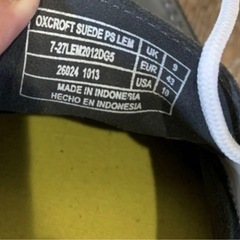 OXCROFT SUEDE PS LEM
7-27LEM2012DG5
26024 1013
MADE IN INDONESIA
HECHO EN INDONESIA
UK 9
EUR 43
USA 10